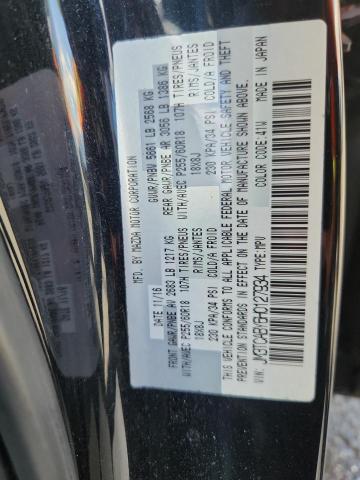 MFD. BY MAZDA MOTOR CORPORATION MADE IN JAPAN
DATE: 11/16 GVWR/PNBV 5661 LB 2568 KG
FRONT GAWR/PNBE AV 2683 LB 1217 KG REAR GAWR/PNBE AR 3056 LB 1386 KG
WITH/AVEC P255/60R18 107H TIRES/PNEUS WITH/AVEC P255/60R18 107H TIRES/PNEUS
18X8J RIMS/JANTES 18X8J RIMS/JANTES
230 KPA/34 PSI COLD/A FROID 230 KPA/34 PSI COLD/A FROID
THIS VEHICLE CONFORMS TO ALL APPLICABLE FEDERAL MOTOR VEHICLE SAFETY AND THEFT
PREVENTION STANDARDS IN EFFECT ON THE DATE OF MANUFACTURE SHOWN ABOVE.
COLOR :41W
VIN: TYPE:MPV